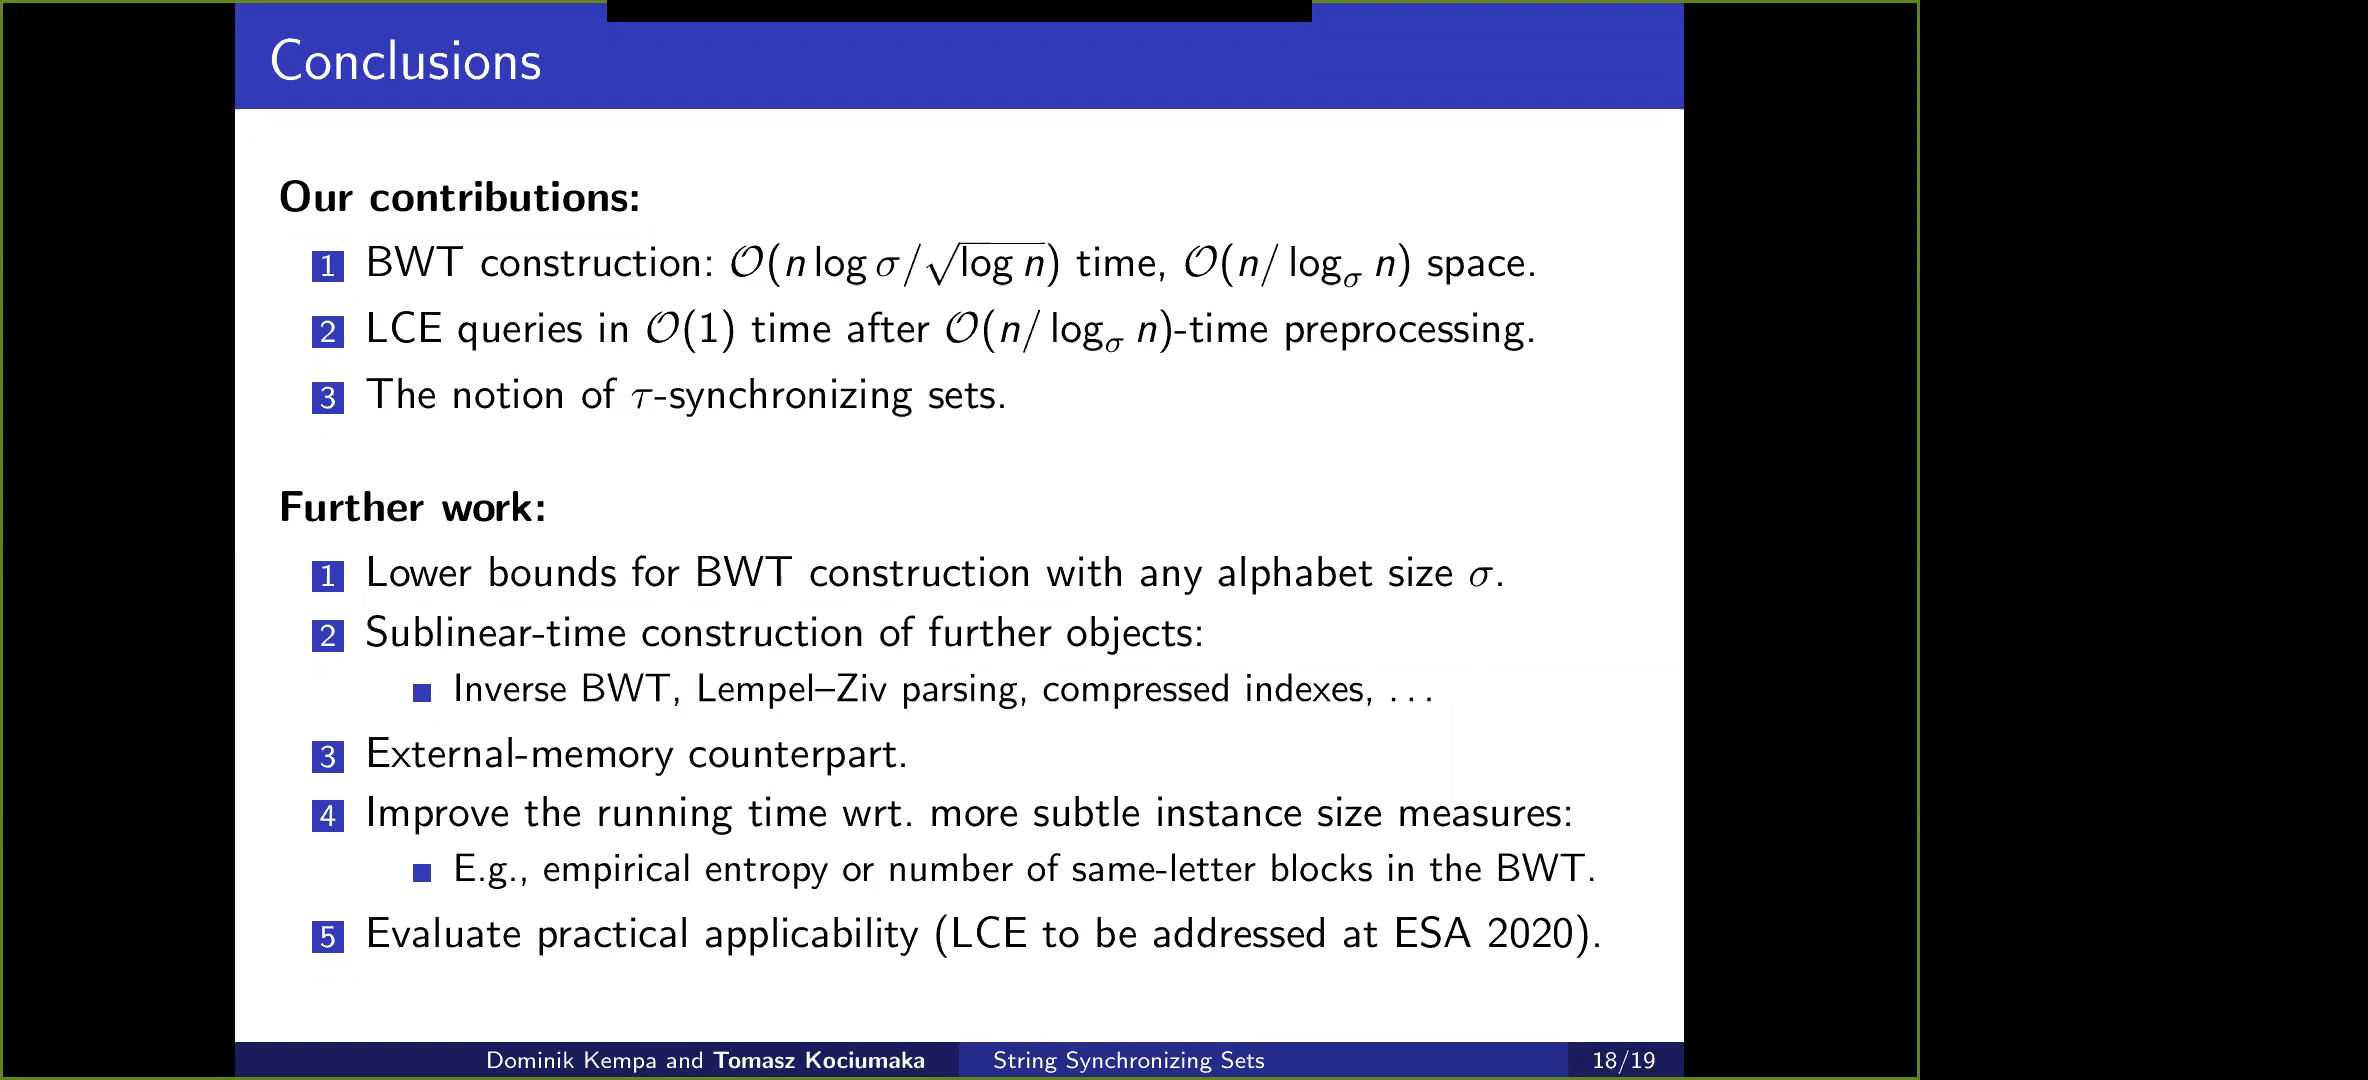 Conclusions
Our contributions:
1 BWT construction: 𝒪(n log σ/√log n) time, 𝒪(n/ log_σ n) space.
2 LCE queries in 𝒪(1) time after 𝒪(n/ log_σ n)-time preprocessing.
3 The notion of τ-synchronizing sets.
Further work:
1 Lower bounds for BWT construction with any alphabet size σ.
2 Sublinear-time construction of further objects:
Inverse BWT, Lempel–Ziv parsing, compressed indexes, ...
3 External-memory counterpart.
4 Improve the running time wrt. more subtle instance size measures:
E.g., empirical entropy or number of same-letter blocks in the BWT.
5 Evaluate practical applicability (LCE to be addressed at ESA 2020).
Dominik Kempa and Tomasz Kociumaka String Synchronizing Sets 18/19